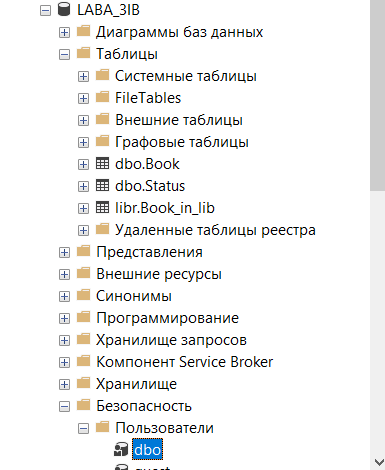 LABA_3IB
Диаграммы баз данных
Таблицы
Системные таблицы
FileTables
Внешние таблицы
Графовые таблицы
dbo.Book
dbo.Status
libr.Book_in_lib
Удаленные таблицы реестра
Представления
Внешние ресурсы
Синонимы
Программирование
Хранилище запросов
Компонент Service Broker
Хранилище
Безопасность
Пользователи
dbo